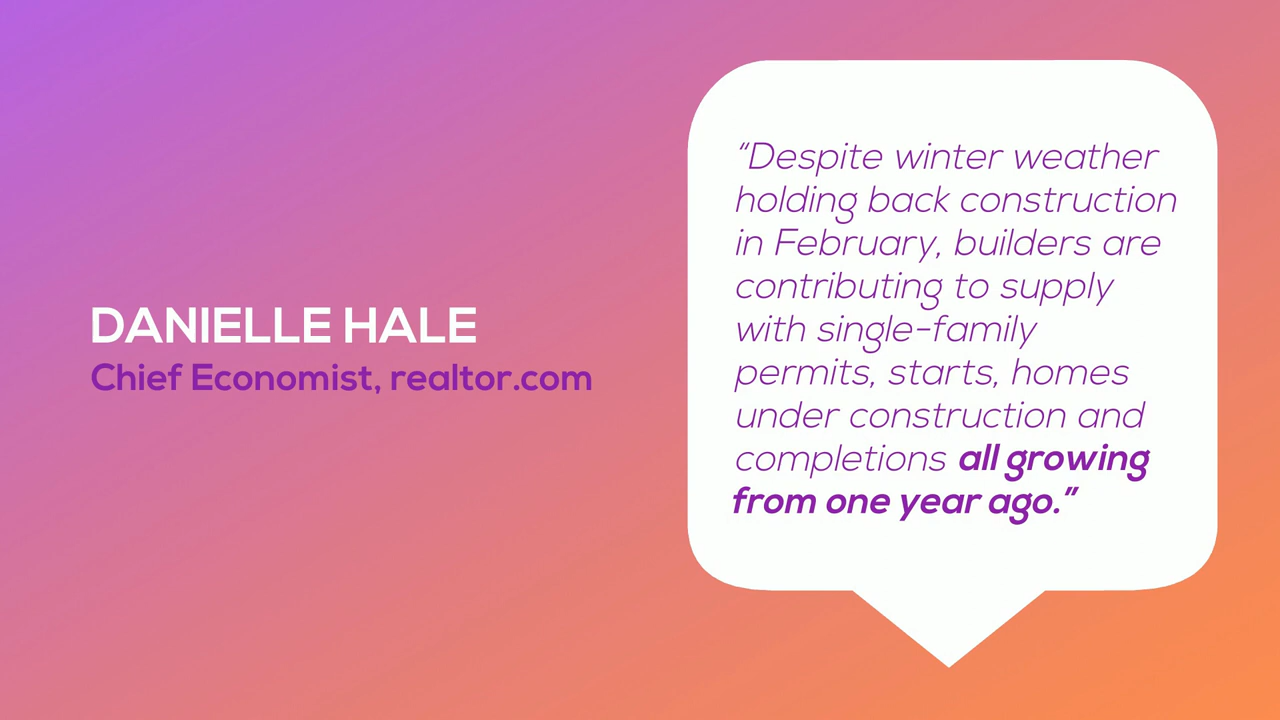 DANIELLE HALE
Chief Economist, realtor.com
“Despite winter weather
holding back construction
in February, builders are
contributing to supply
with single-family
permits, starts, homes
under construction and
completions all growing
from one year ago.”